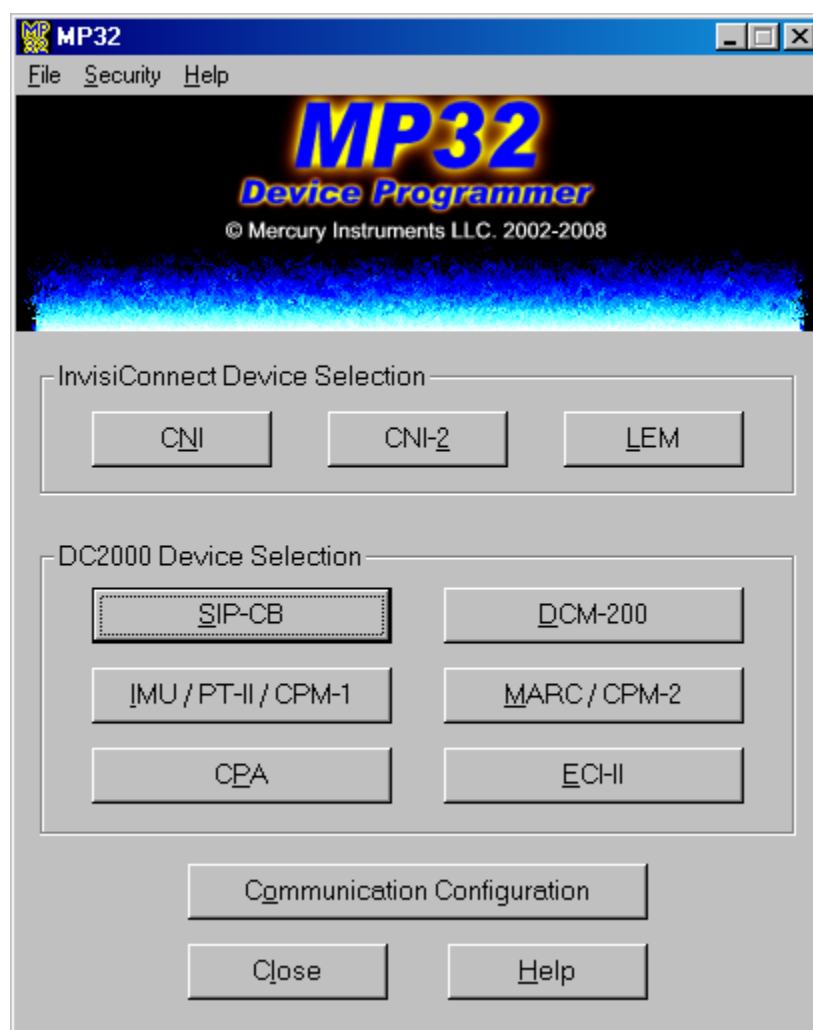 MP32
File Security Help
MP32
Device Programmer
© Mercury Instruments LLC. 2002-2008
InvisiConnect Device Selection
CNI CNI-2 LEM
DC2000 Device Selection
SIP-CB DCM-200
IMU / PT-II / CPM-1 MARC / CPM-2
CPA ECI-II
Communication Configuration
Close Help